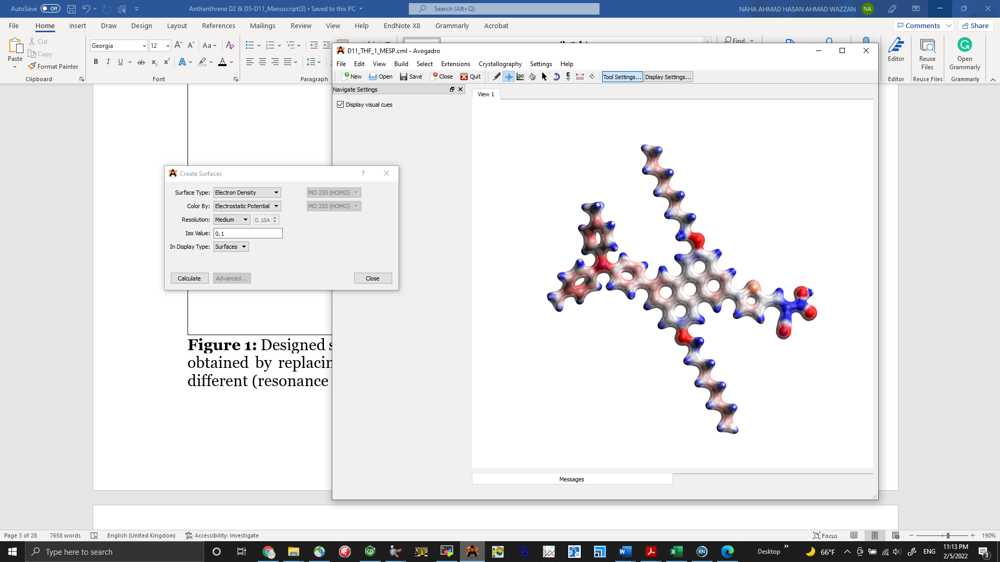 AutoSave Off Anthanthrene D2 & D5-D11_Manuscript(3) • Saved to this PC Search (Alt+Q) NAHA AHMAD HASAN AHMAD WAZZAN NA
File Home Insert Draw Design Layout References Mailings Review View Help EndNote X8 Grammarly Acrobat Comments Share
Paste Cut Copy Format Painter
Georgia 12 Aa
B I U ab x₂ x² A A
Find
Editor
Reuse Files
Open Grammarly
Clipboard Font Paragraph Editor Reuse Files Grammarly
D11_THF_1_MESP.cml - Avogadro
File Edit View Build Select Extensions Crystallography Settings Help
New Open Save Close Quit Tool Settings... Display Settings...
Navigate Settings
Display visual cues
View 1
Create Surfaces ?
Surface Type: Electron Density MO 255 (HOMO)
Color By: Electrostatic Potential MO 255 (HOMO)
Resolution: Medium 0.18A
Iso Value: 0.1
In Display Type: Surfaces
Calculate Advanced... Close
Figure 1: Designed
obtained by replacin
different (resonance
Messages
Page 3 of 28 7658 words English (United Kingdom) Accessibility: Investigate Focus 190%
Type here to search Desktop 66°F ENG 11:13 PM
2/5/2022 3